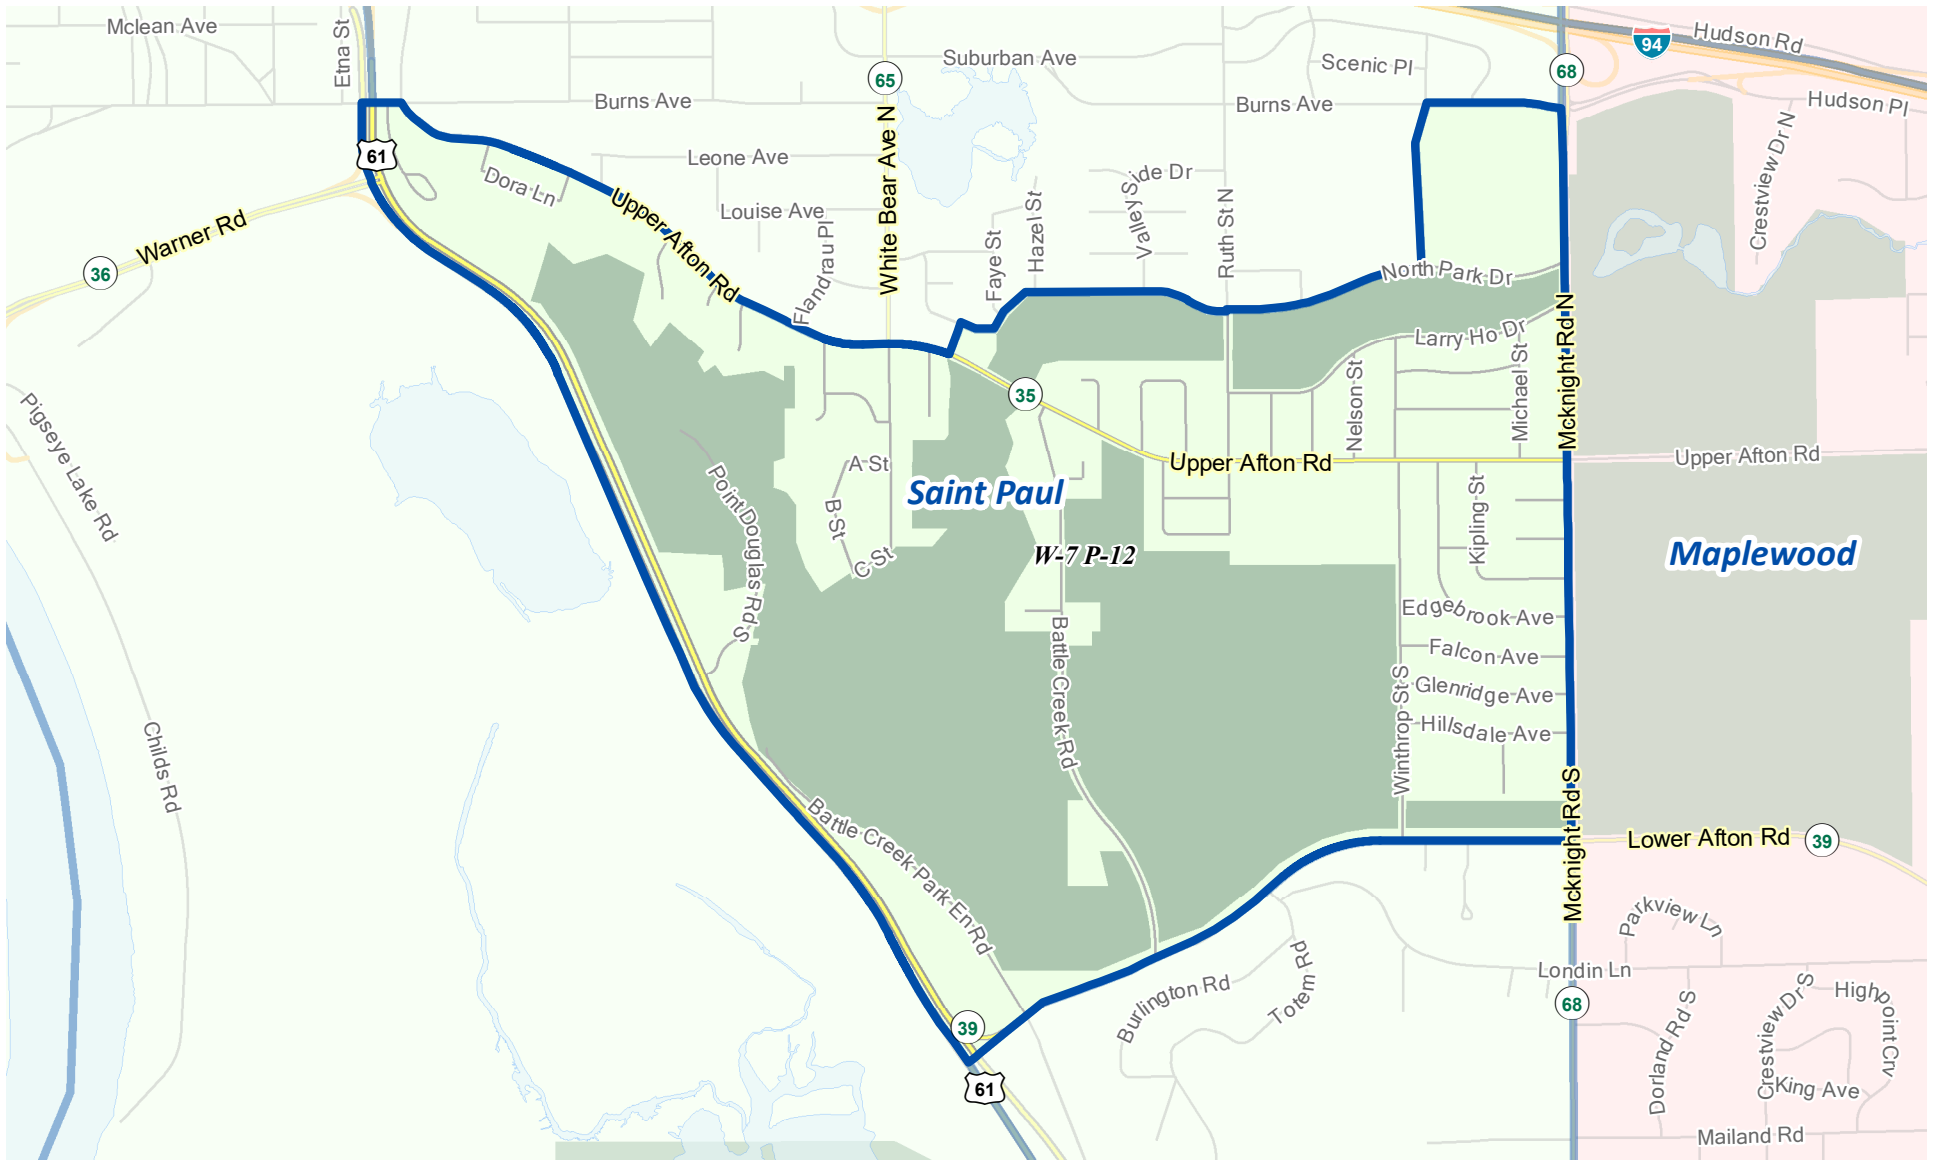 Mclean Ave
Etna St
Suburban Ave
Scenic Pl
94
Hudson Rd
68
65
Burns Ave
Burns Ave
Hudson Pl
61
Leone Ave
White Bear Ave N
Dora Ln
Valley Side Dr
Crestview Dr N
Louise Ave
Upper Afton Rd
Flandrau Pl
Faye St
Hazel St
Ruth St N
Warner Rd
36
North Park Dr
Larry Ho Dr
Mcknight Rd N
Michael St
Nelson St
35
Pigseye Lake Rd
A St
Upper Afton Rd
Upper Afton Rd
Point Douglas Rd S
Saint Paul
B St
C St
W-7 P-12
Kipling St
Maplewood
Edgebrook Ave
Falcon Ave
Glenridge Ave
Hillsdale Ave
Winthrop St S
Battle Creek Rd
Childs Rd
Mcknight Rd S
Lower Afton Rd
39
Battle Creek Park En Rd
Parkview Ln
Londin Ln
Burlington Rd
Totem Rd
68
39
61
Dorland Rd S
Crestview Dr S
Highpoint Crv
King Ave
Mailand Rd